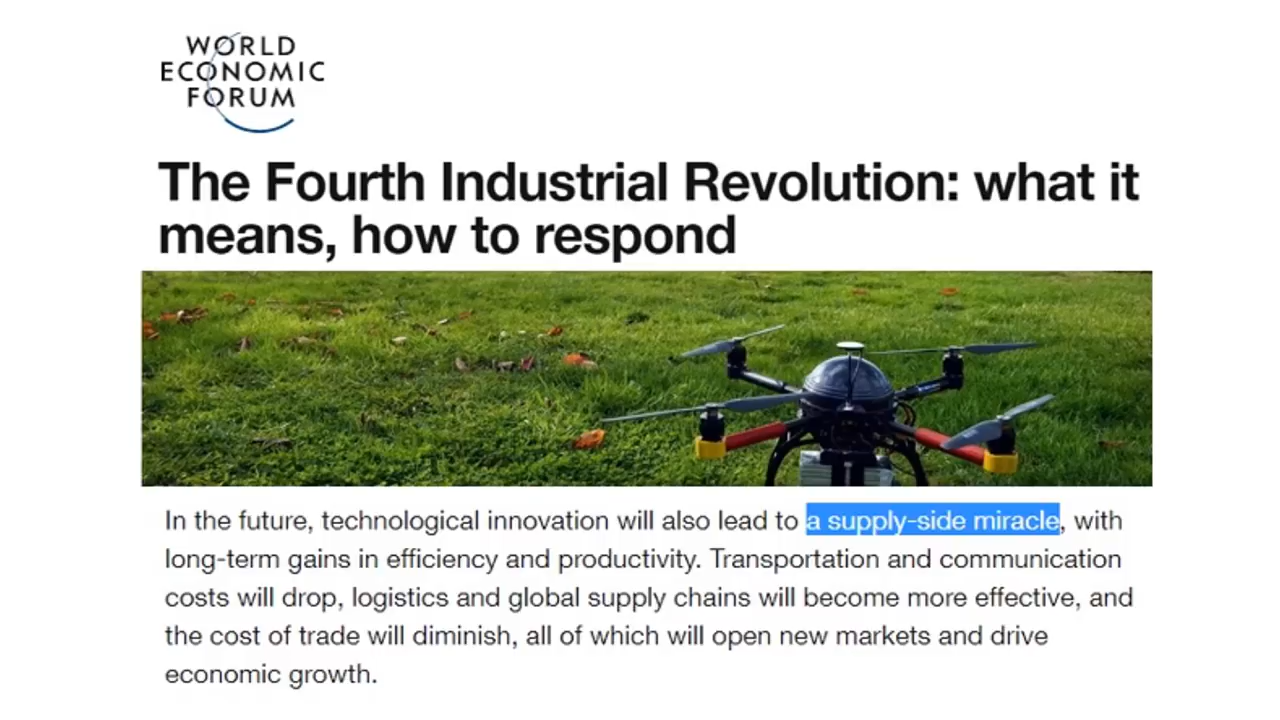 WORLD
ECONOMIC
FORUM
The Fourth Industrial Revolution: what it
means, how to respond
In the future, technological innovation will also lead to a supply-side miracle, with
long-term gains in efficiency and productivity. Transportation and communication
costs will drop, logistics and global supply chains will become more effective, and
the cost of trade will diminish, all of which will open new markets and drive
economic growth.